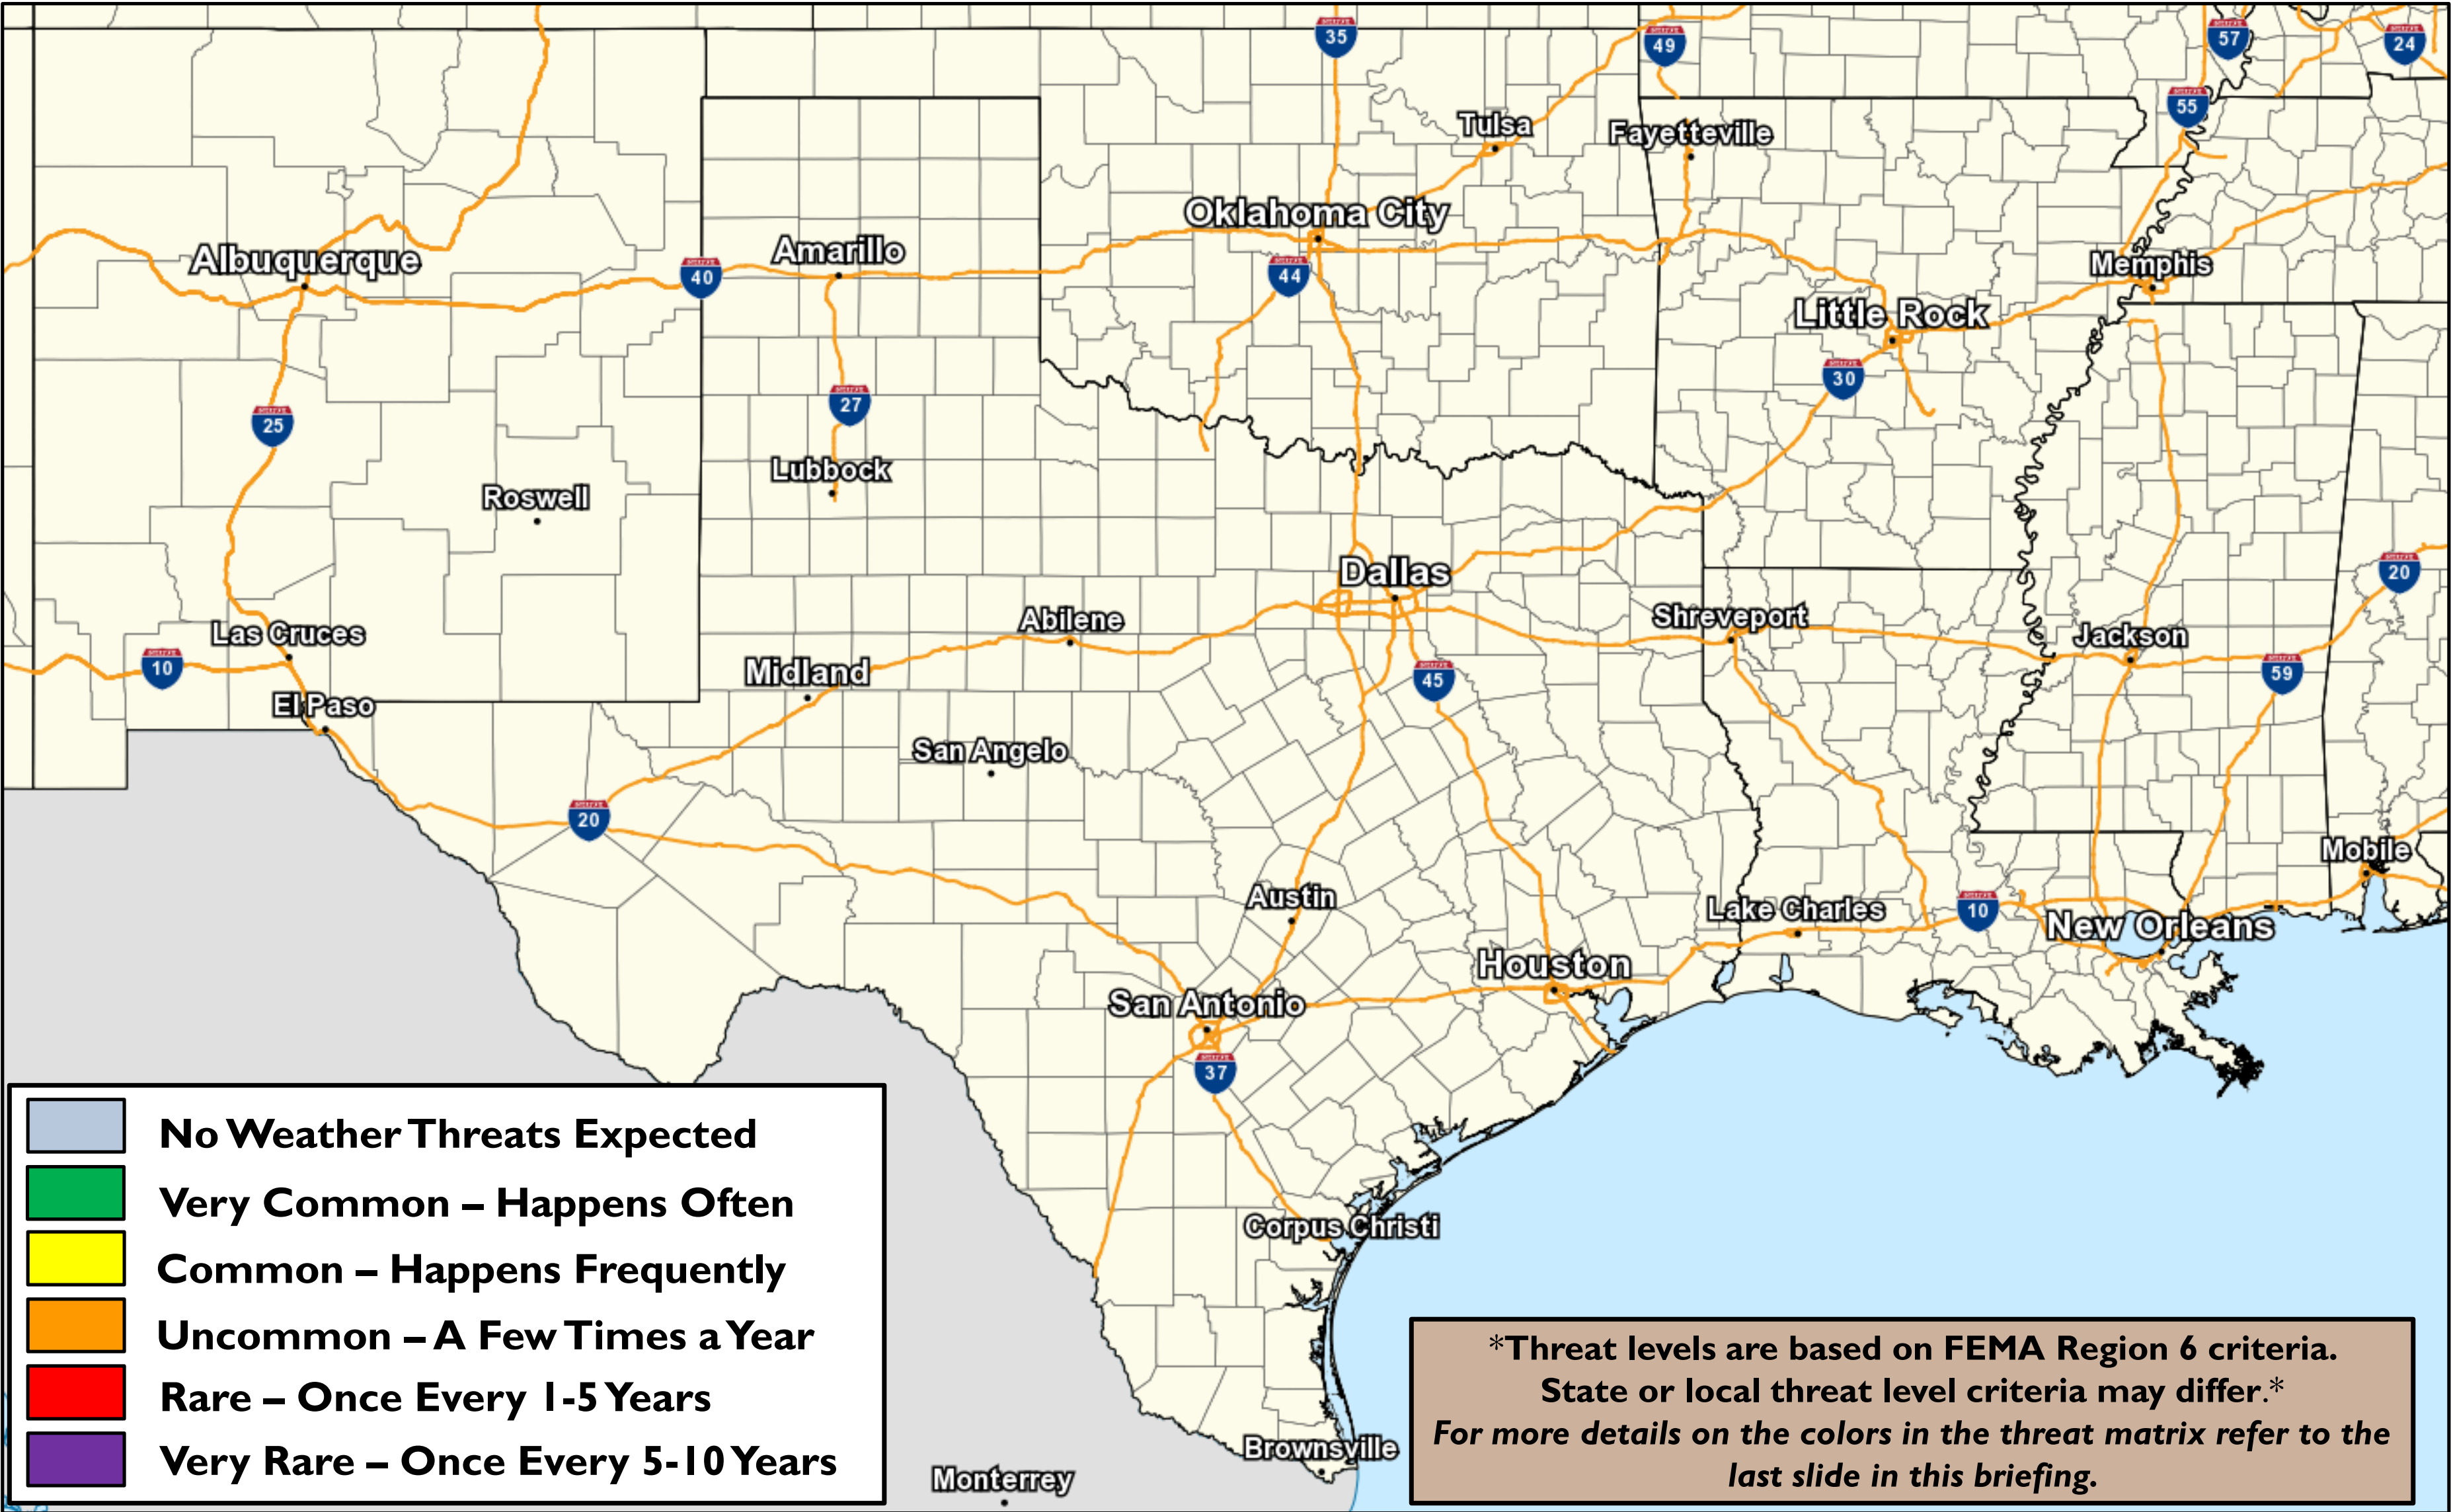 35
49
57
24
55
Tulsa
Fayetteville
Oklahoma City
Albuquerque
Amarillo
40
44
Memphis
Little Rock
30
25
27
Lubbock
Roswell
Dallas
20
Las Cruces
10
Abilene
Shreveport
Jackson
Midland
45
59
El Paso
San Angelo
20
Mobile
Austin
Lake Charles
10
New Orleans
Houston
San Antonio
37
Corpus Christi
Brownsville
Monterrey
No Weather Threats Expected
Very Common – Happens Often
Common – Happens Frequently
Uncommon – A Few Times a Year
Rare – Once Every 1-5 Years
Very Rare – Once Every 5-10 Years
*Threat levels are based on FEMA Region 6 criteria.
State or local threat level criteria may differ.*
For more details on the colors in the threat matrix refer to the
last slide in this briefing.